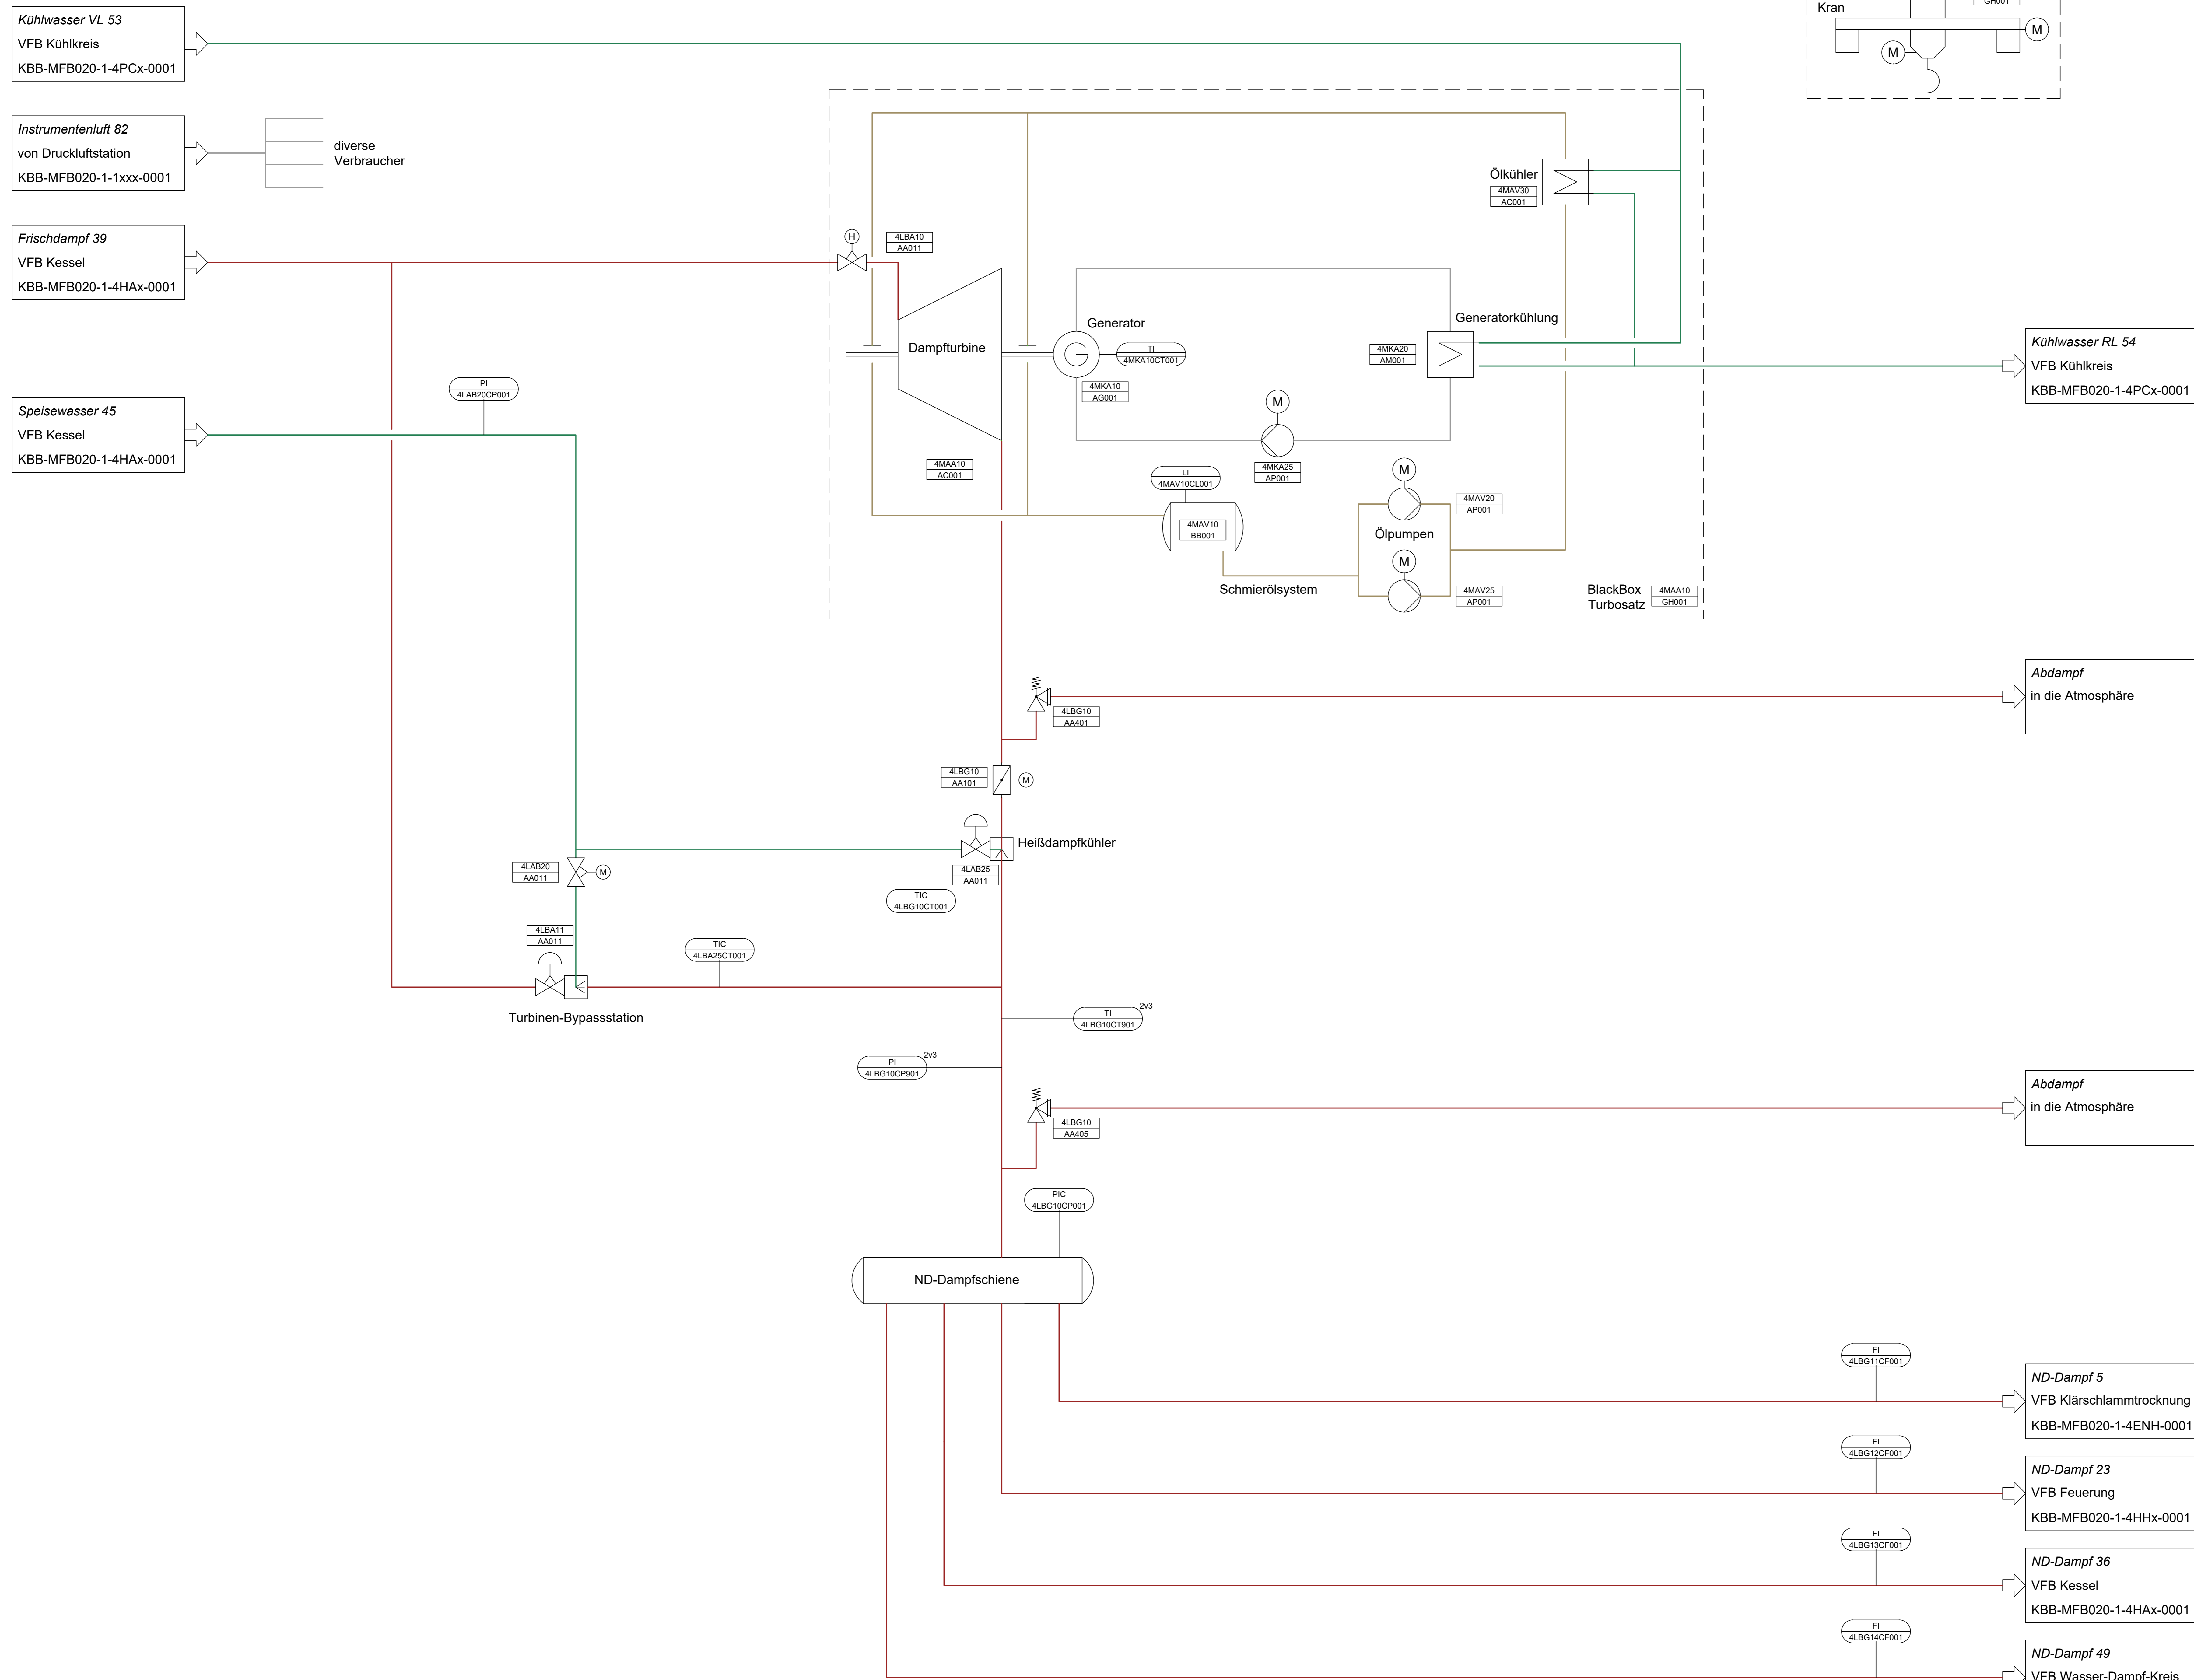 Kühlwasser VL 53
VFB Kühlkreis
KBB-MFB020-1-4PCx-0001
Kran
GH001
M
M
Instrumentenluft 82
von Druckluftstation
KBB-MFB020-1-1xxx-0001
diverse
Verbraucher
Ölkühler
4MAV30
AC001
Frischdampf 39
VFB Kessel
KBB-MFB020-1-4HAx-0001
H
4LBA10
AA011
Dampfturbine
Generator
G
TI
4MKA10CT001
4MKA10
AG001
Generatorkühlung
4MKA20
AM001
Kühlwasser RL 54
VFB Kühlkreis
KBB-MFB020-1-4PCx-0001
Speisewasser 45
VFB Kessel
KBB-MFB020-1-4HAx-0001
PI
4LAB20CP001
M
4MKA25
AP001
4MAA10
AC001
LI
4MAV10CL001
4MAV10
BB001
M
4MAV20
AP001
Ölpumpen
M
4MAV25
AP001
Schmierölsystem
BlackBox
Turbosatz
4MAA10
GH001
4LBG10
AA401
Abdampf
in die Atmosphäre
4LBG10
AA101
M
Heißdampfkühler
4LAB20
AA011
M
4LAB25
AA011
TIC
4LBG10CT001
4LBA11
AA011
TIC
4LBA25CT001
Turbinen-Bypassstation
TI
4LBG10CT901
2v3
PI
4LBG10CP901
2v3
4LBG10
AA405
Abdampf
in die Atmosphäre
PIC
4LBG10CP001
ND-Dampfschiene
FI
4LBG11CF001
ND-Dampf 5
VFB Klärschlammtrocknung
KBB-MFB020-1-4ENH-0001
FI
4LBG12CF001
ND-Dampf 23
VFB Feuerung
KBB-MFB020-1-4HHx-0001
FI
4LBG13CF001
ND-Dampf 36
VFB Kessel
KBB-MFB020-1-4HAx-0001
FI
4LBG14CF001
ND-Dampf 49
VFB Wasser-Dampf-Kreis